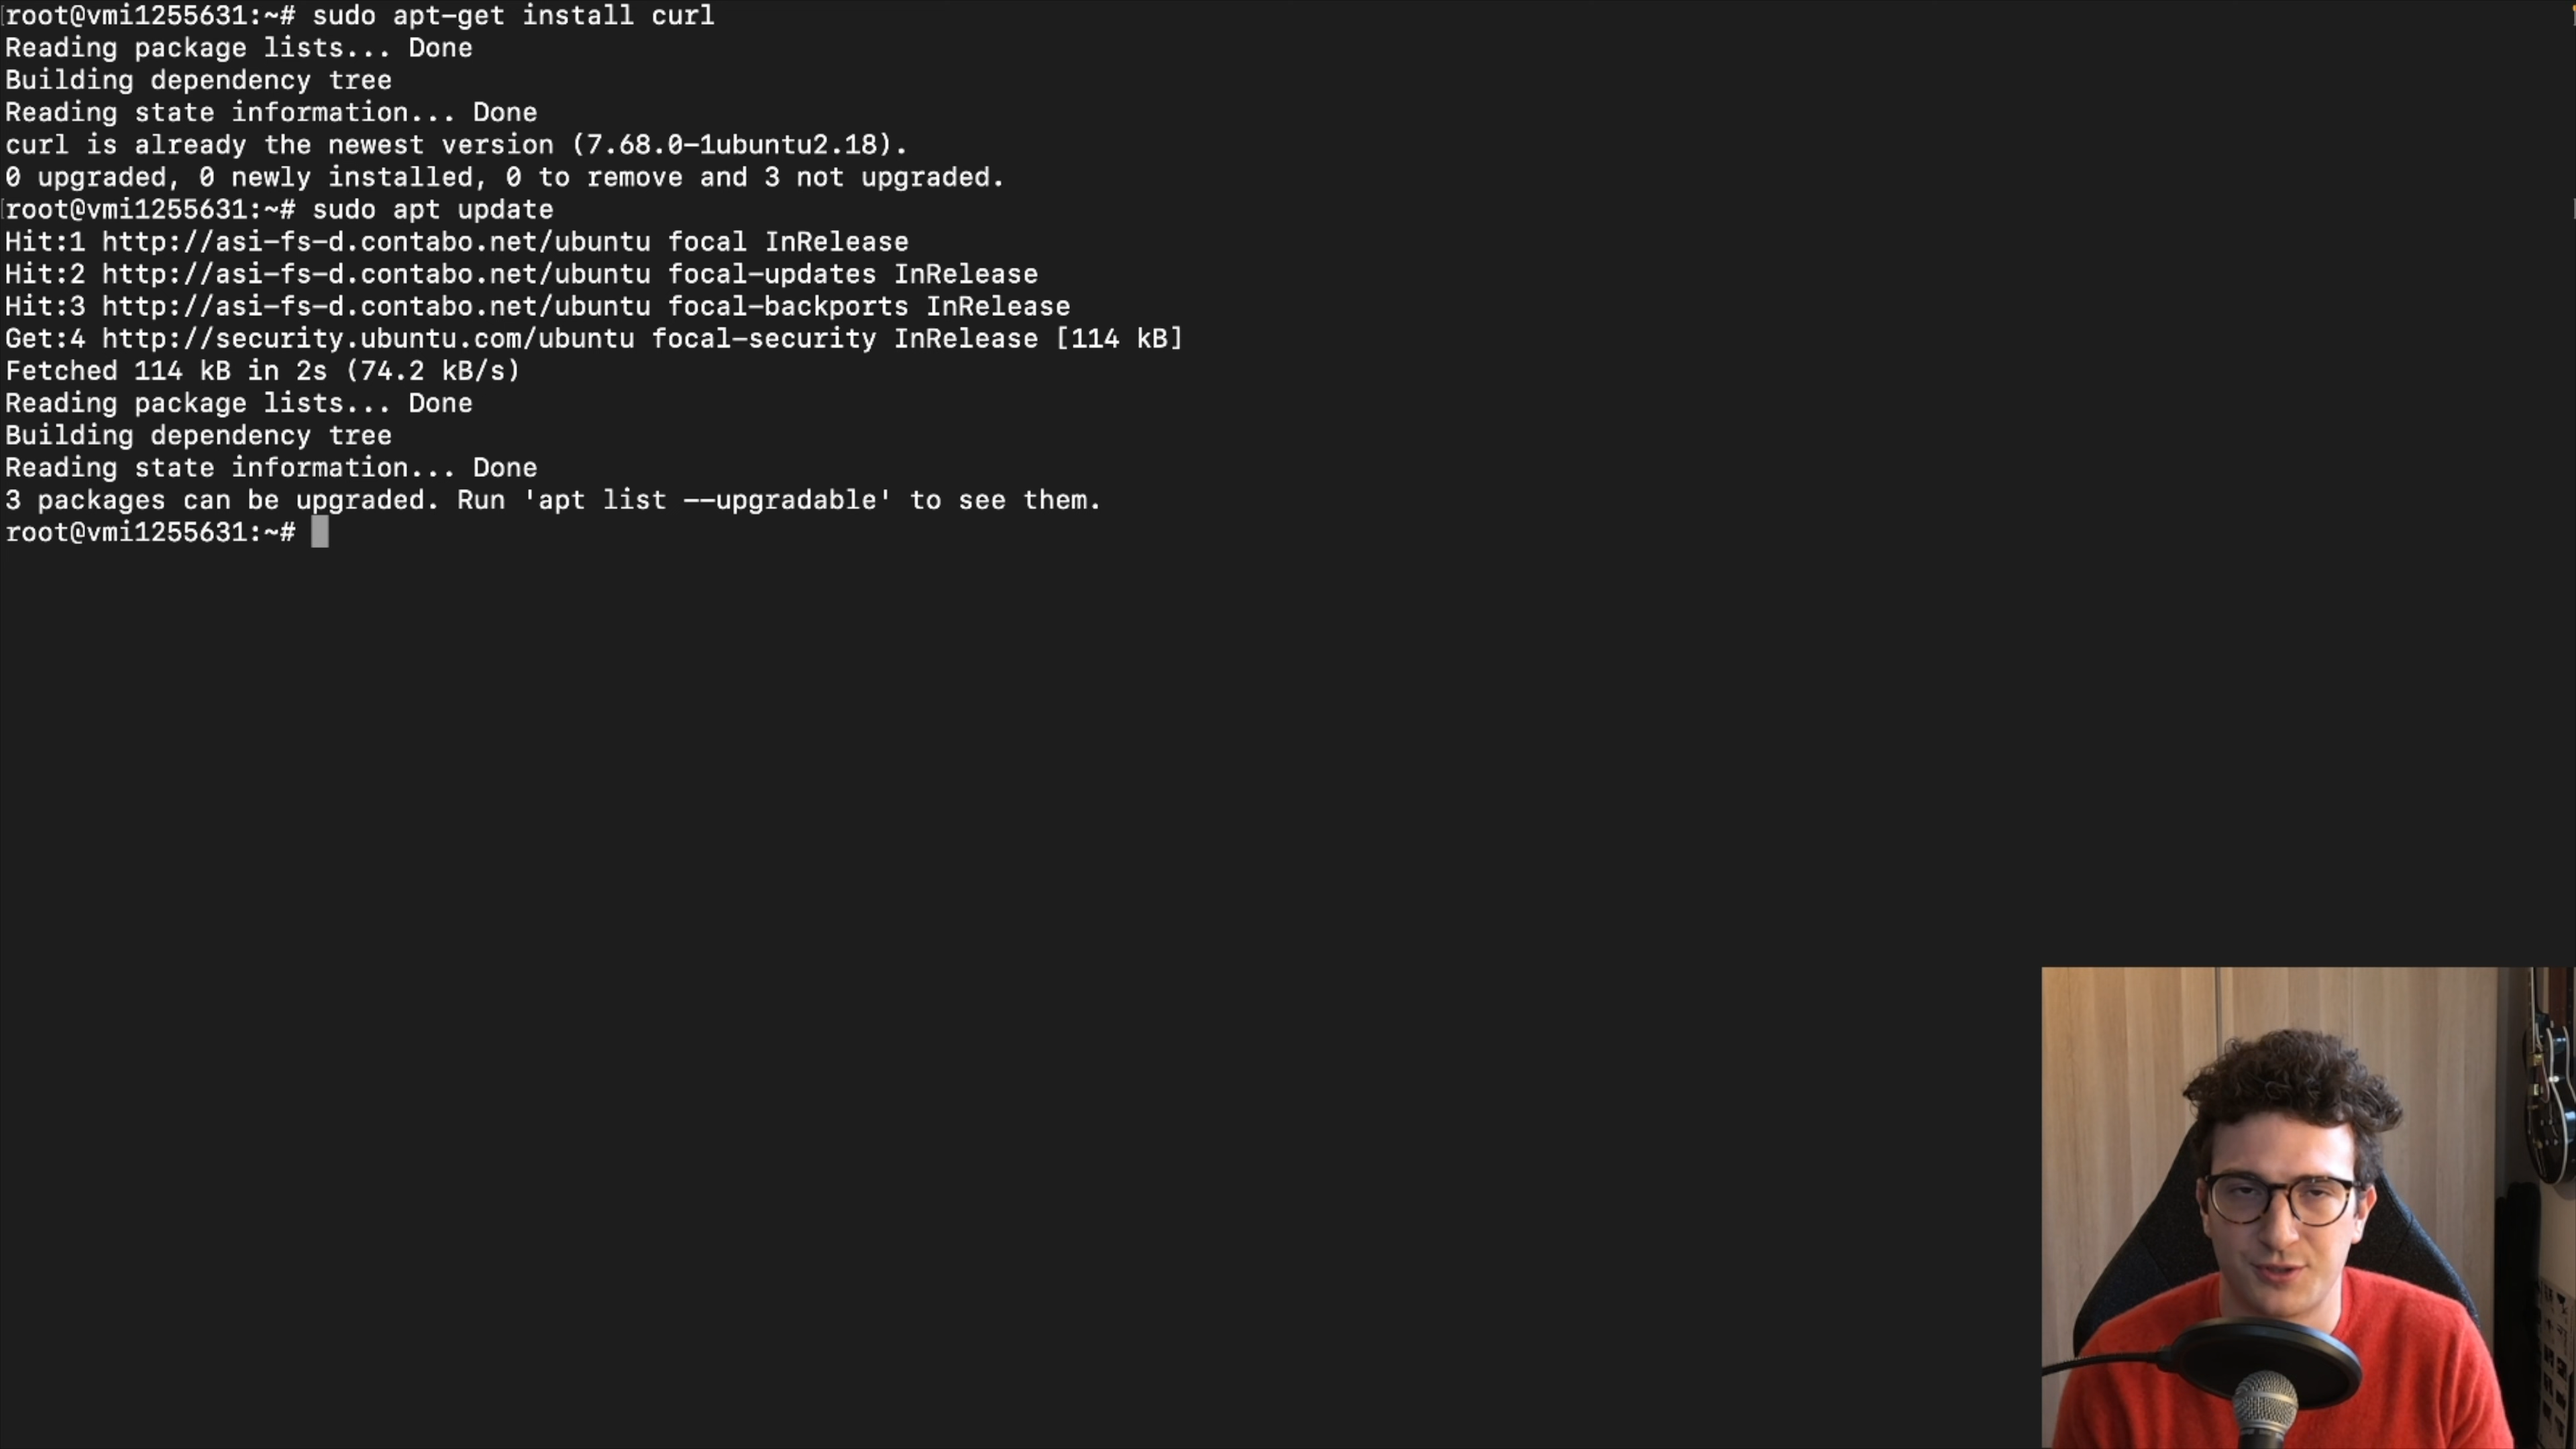 root@vmi1255631:~# sudo apt-get install curl
Reading package lists... Done
Building dependency tree
Reading state information... Done
curl is already the newest version (7.68.0-1ubuntu2.18).
0 upgraded, 0 newly installed, 0 to remove and 3 not upgraded.
root@vmi1255631:~# sudo apt update
Hit:1 http://asi-fs-d.contabo.net/ubuntu focal InRelease
Hit:2 http://asi-fs-d.contabo.net/ubuntu focal-updates InRelease
Hit:3 http://asi-fs-d.contabo.net/ubuntu focal-backports InRelease
Get:4 http://security.ubuntu.com/ubuntu focal-security InRelease [114 kB]
Fetched 114 kB in 2s (74.2 kB/s)
Reading package lists... Done
Building dependency tree
Reading state information... Done
3 packages can be upgraded. Run 'apt list --upgradable' to see them.
root@vmi1255631:~#